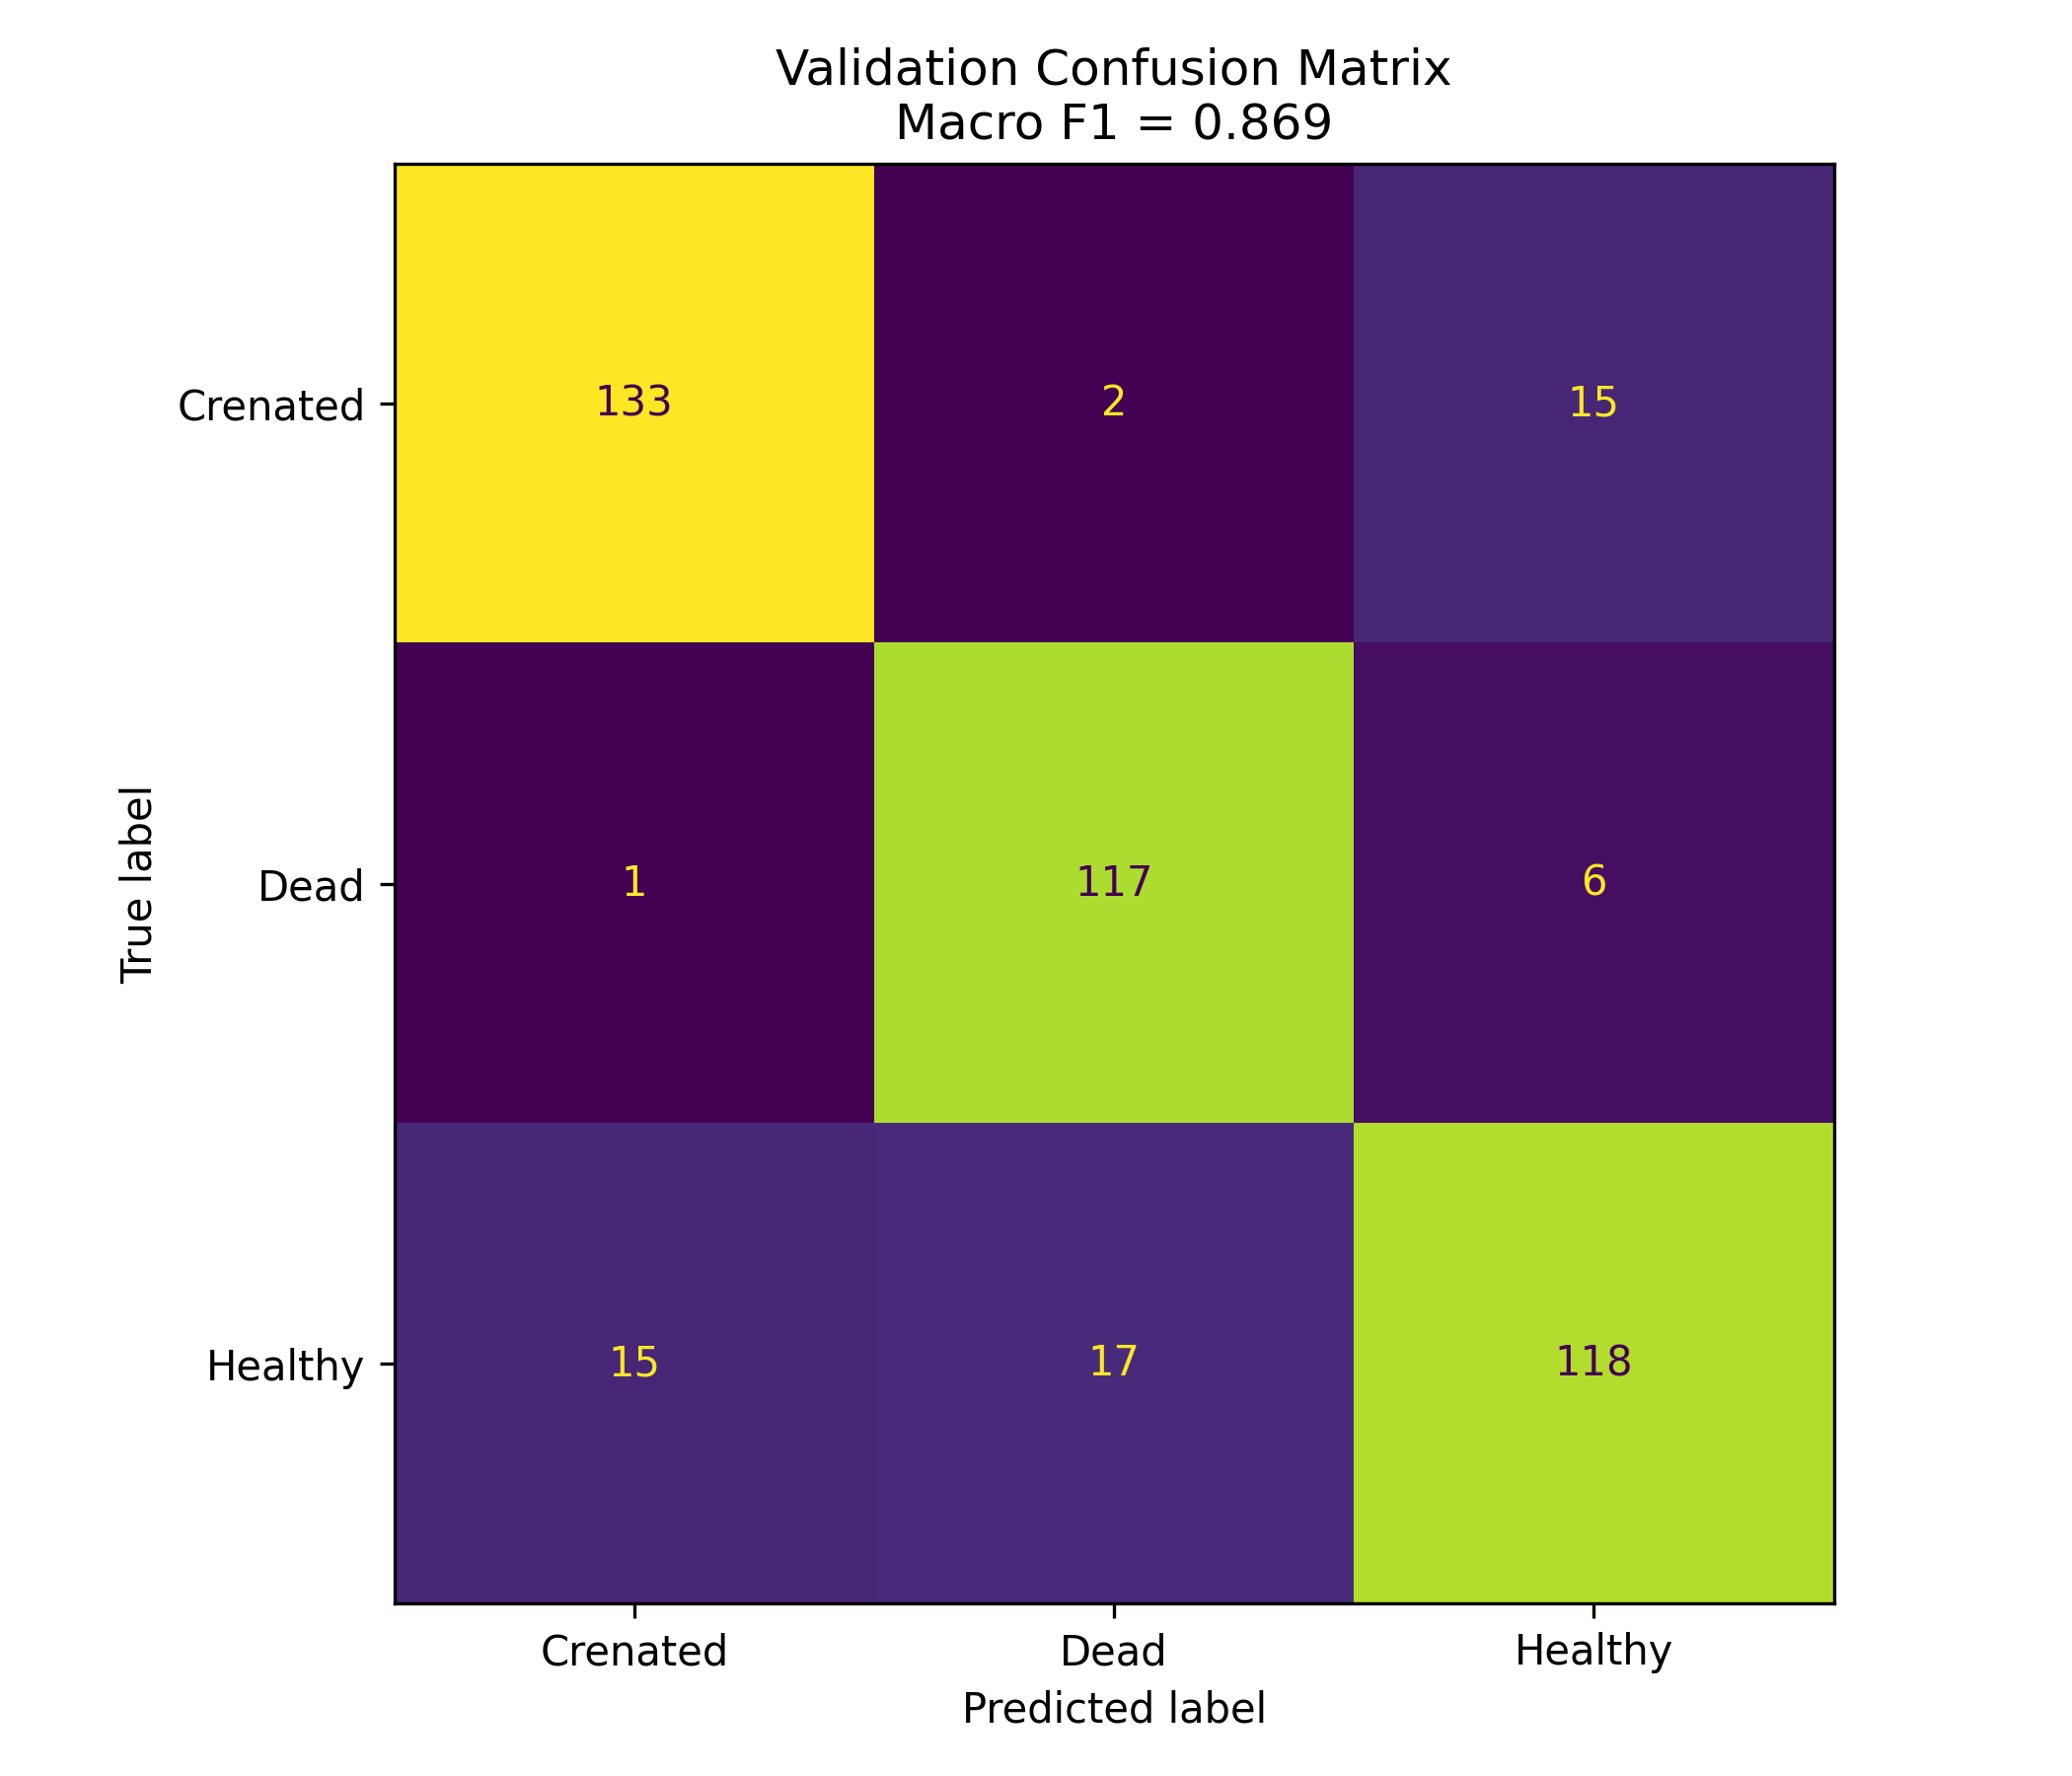 Validation Confusion Matrix
Macro F1 = 0.869
Crenated
133
2
15
Dead
1
117
6
Healthy
15
17
118
True label
Crenated
Dead
Healthy
Predicted label